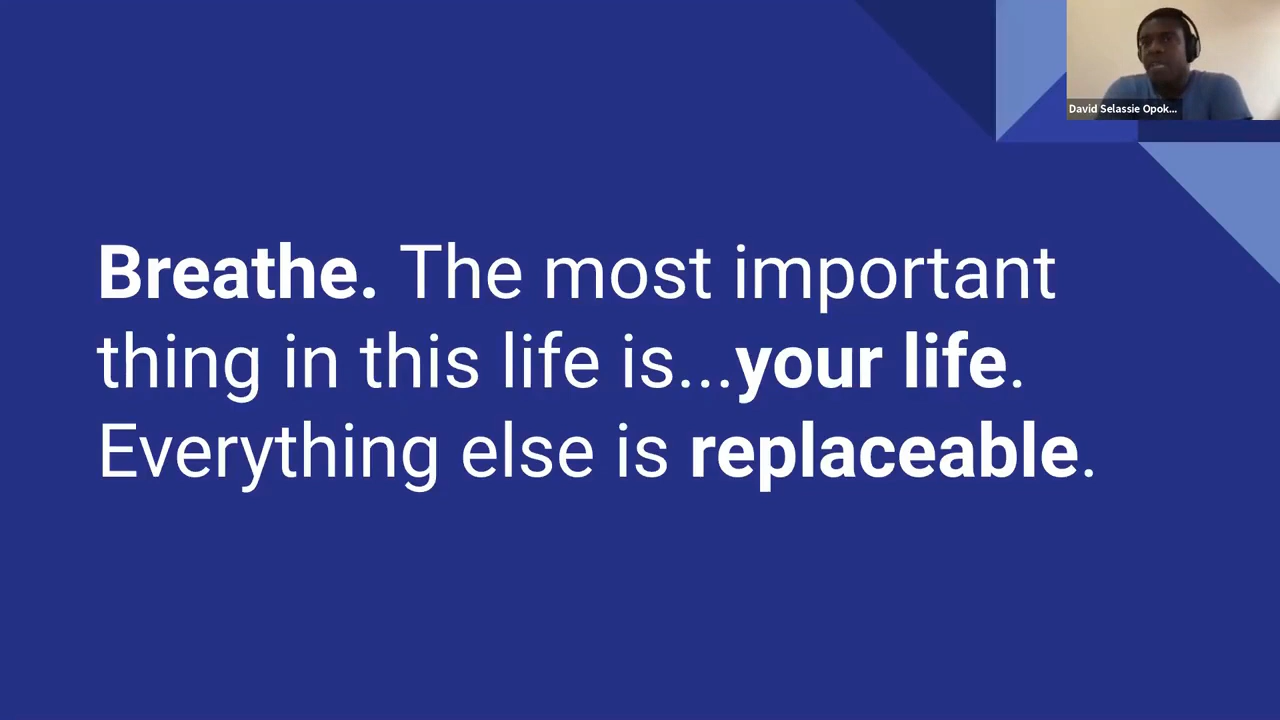 David Selassie Opok...
Breathe. The most important
thing in this life is...your life.
Everything else is replaceable.